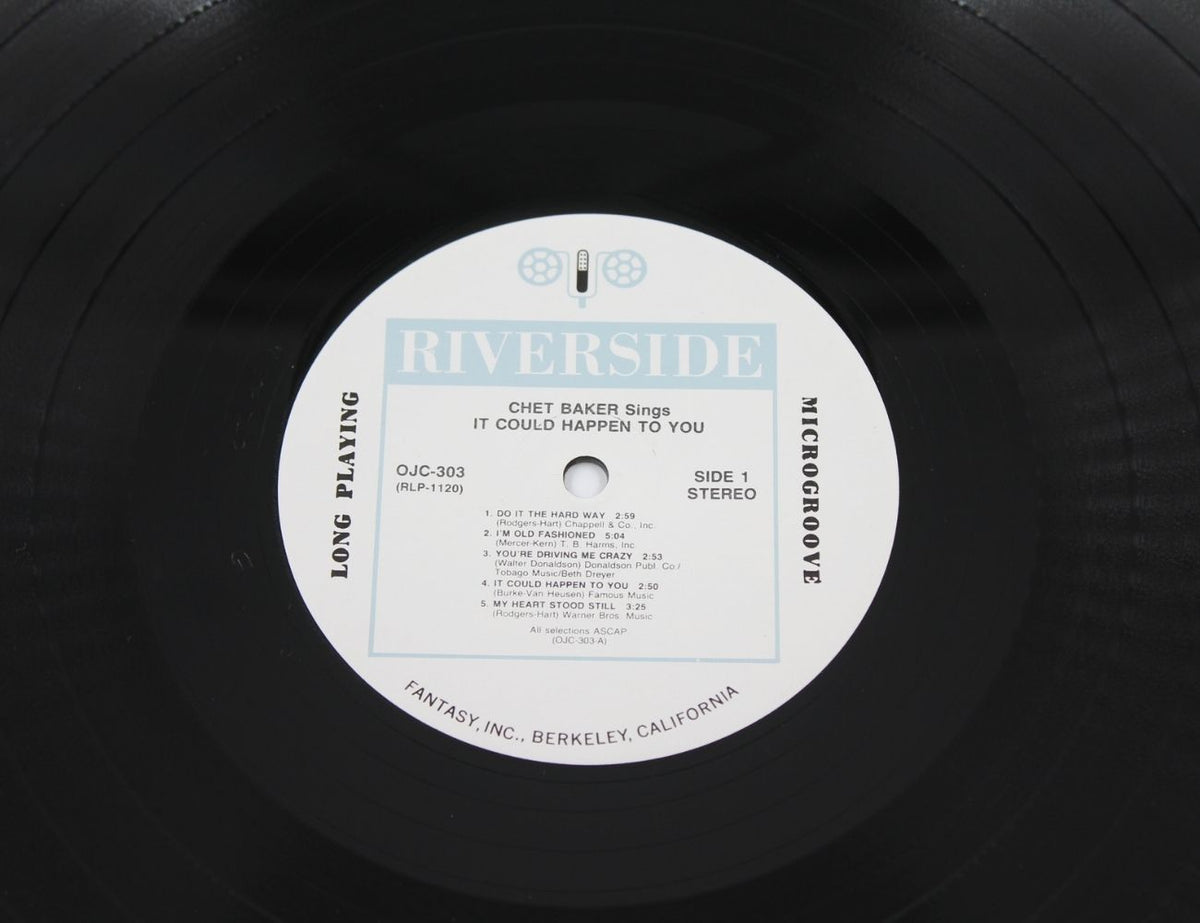 RIVERSIDE
CHET BAKER Sings
IT COULD HAPPEN TO YOU
LONG PLAYING
MICROGROOVE
OJC-303
(RLP-1120)
SIDE 1
STEREO
1. DO IT THE HARD WAY 2:59
(Rodgers-Hart) Chappell & Co., Inc.
2. I'M OLD FASHIONED 5:04
(Mercer-Kern) T. B. Harms, Inc.
3. YOU'RE DRIVING ME CRAZY 2:53
(Walter Donaldson) Donaldson Publ. Co/
Tobago Music/Beth Dreyer
4. IT COULD HAPPEN TO YOU 2:50
(Burke-Van Heusen) Famous Music
5. MY HEART STOOD STILL 3:25
(Rodgers-Hart) Warner Bros. Music
All selections ASCAP
(OJC-303-A)
FANTASY, INC., BERKELEY, CALIFORNIA